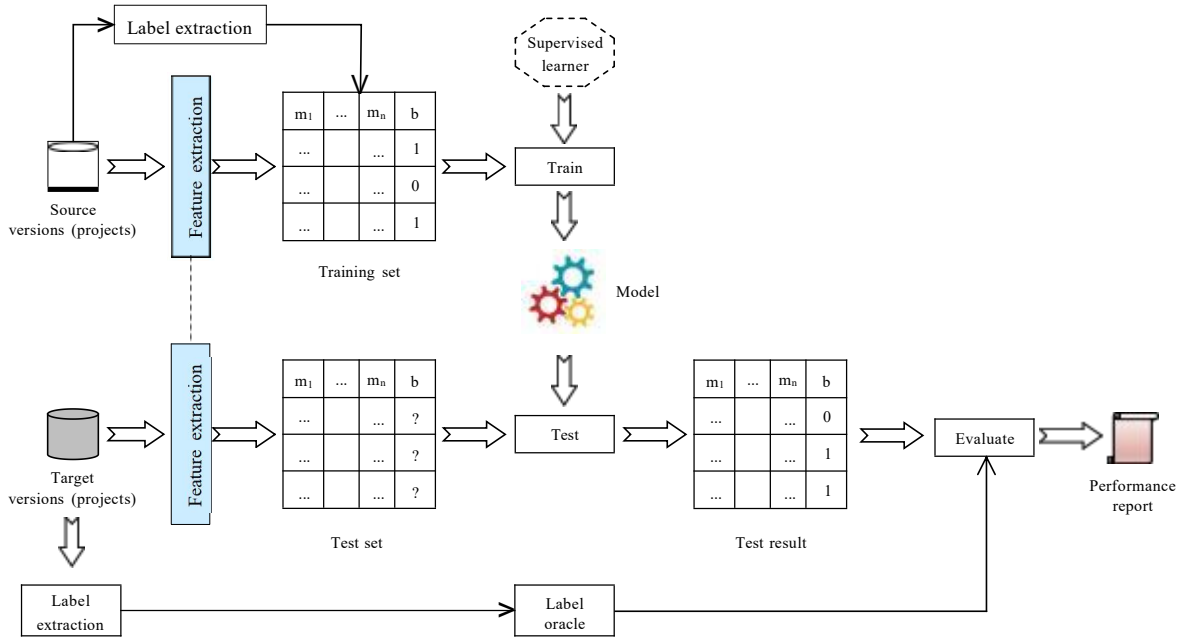 Label extraction
Supervised
learner
Feature extraction
m1 ... mn b
... ... 1
... ... 0
... ... 1
Train
Source
versions (projects)
Training set
Model
Feature extraction
m1 ... mn b
... ... ?
... ... ?
... ... ?
Test
m1 ... mn b
... ... 0
... ... 1
... ... 1
Evaluate
Target
versions (projects)
Performance
report
Test set
Test result
Label
extraction
Label
oracle